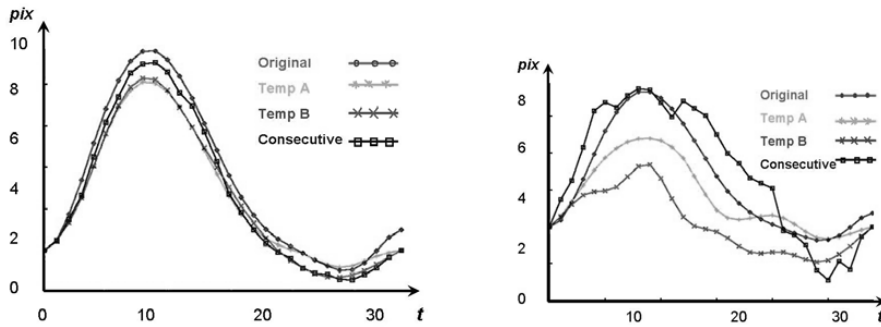 pix
10
8
6
4
2
0
0 10 20 30 t
Original
Temp A
Temp B
Consecutive
pix
8
6
4
2
0
10 20 30 t
Original
Temp A
Temp B
Consecutive